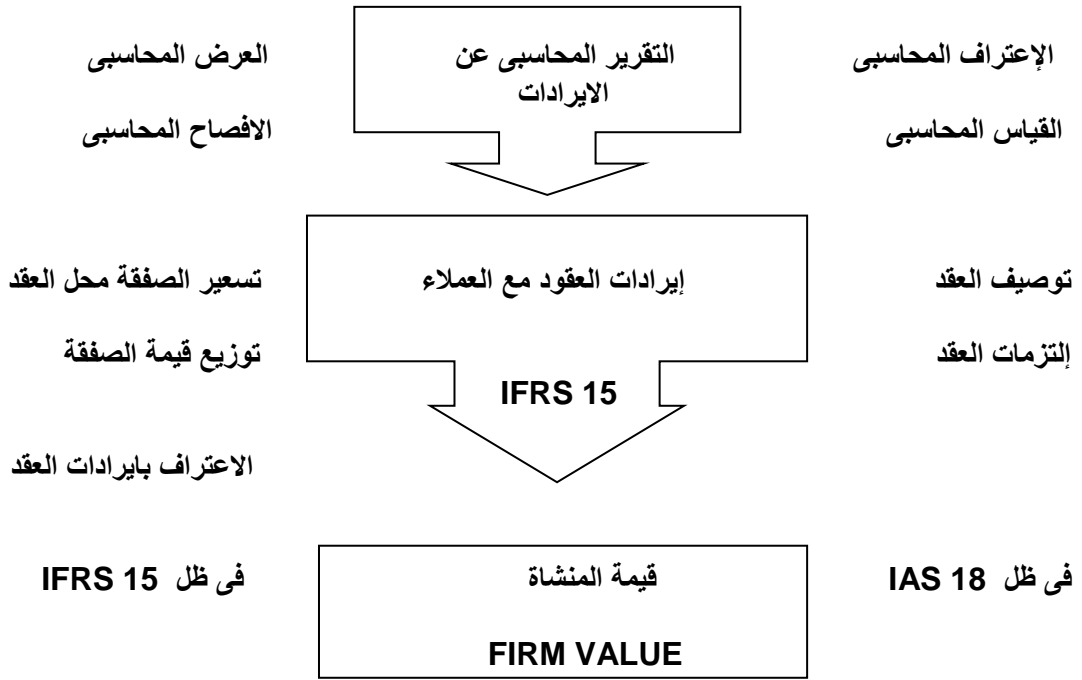 الإعتراف المحاسبى
التقرير المحاسبى عن
الايرادات
العرض المحاسبى
القياس المحاسبى
الافصاح المحاسبى
توصيف العقد
إيرادات العقود مع العملاء
تسعير الصفقة محل العقد
إلتزمات العقد
توزيع قيمة الصفقة
IFRS 15
الاعتراف بايرادات العقد
فى ظل IAS 18
قيمة المنشاة
فى ظل IFRS 15
FIRM VALUE